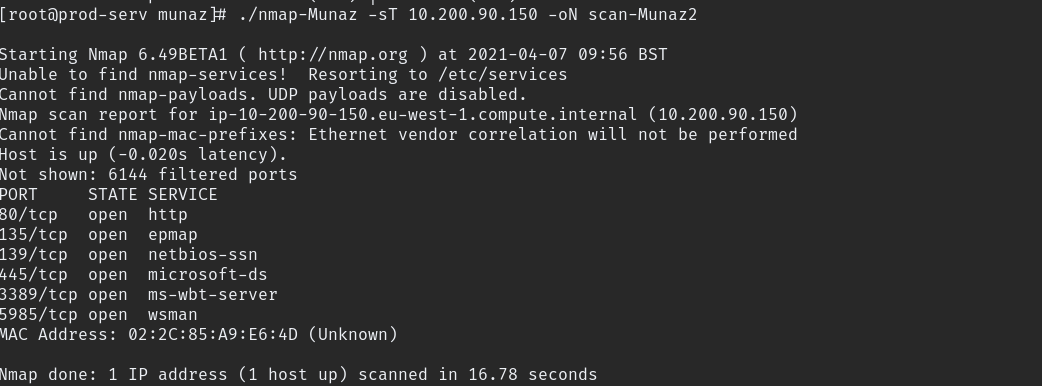 [root@prod-serv munaz]# ./nmap-Munaz -sT 10.200.90.150 -oN scan-Munaz2
Starting Nmap 6.49BETA1 ( http://nmap.org ) at 2021-04-07 09:56 BST
Unable to find nmap-services!  Resorting to /etc/services
Cannot find nmap-payloads. UDP payloads are disabled.
Nmap scan report for ip-10-200-90-150.eu-west-1.compute.internal (10.200.90.150)
Cannot find nmap-mac-prefixes: Ethernet vendor correlation will not be performed
Host is up (-0.020s latency).
Not shown: 6144 filtered ports
PORT     STATE SERVICE
80/tcp   open  http
135/tcp  open  epmap
139/tcp  open  netbios-ssn
445/tcp  open  microsoft-ds
3389/tcp open  ms-wbt-server
5985/tcp open  wsman
MAC Address: 02:2C:85:A9:E6:4D (Unknown)
Nmap done: 1 IP address (1 host up) scanned in 16.78 seconds